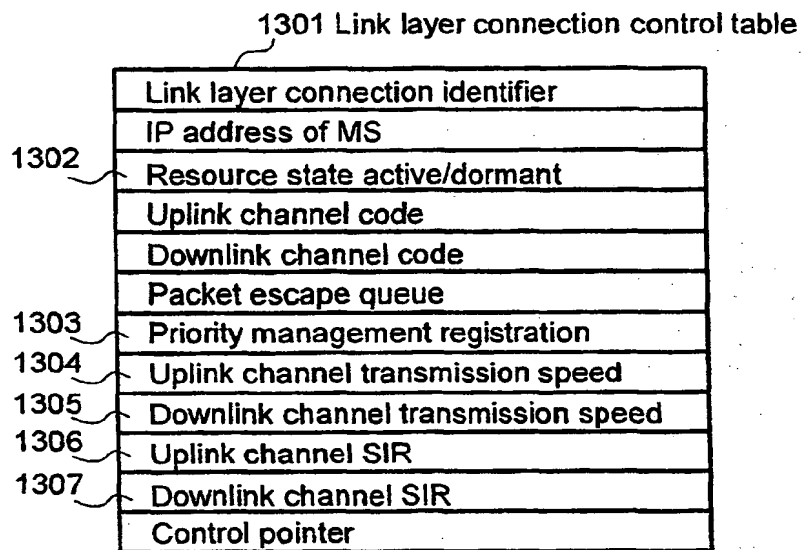 1301 Link layer connection control table
Link layer connection identifier
IP address of MS
1302 Resource state active/dormant
Uplink channel code
Downlink channel code
Packet escape queue
1303 Priority management registration
1304 Uplink channel transmission speed
1305 Downlink channel transmission speed
1306 Uplink channel SIR
1307 Downlink channel SIR
Control pointer